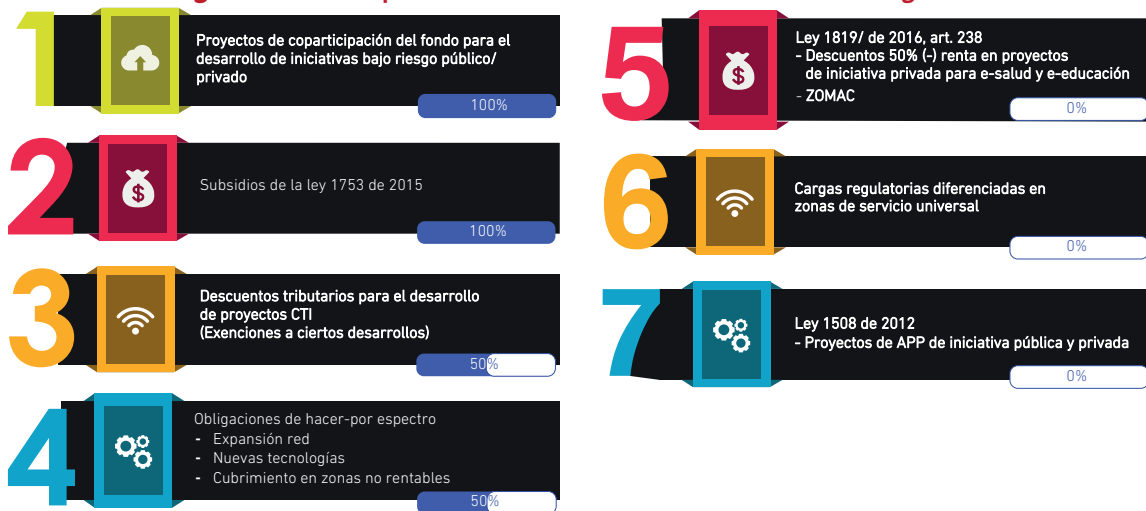 1
Proyectos de coparticipación del fondo para el
desarrollo de iniciativas bajo riesgo público/
privado
100%
2
Subsidios de la ley 1753 de 2015
100%
3
Descuentos tributarios para el desarrollo
de proyectos CTI
(Exenciones a ciertos desarrollos)
50%
4
Obligaciones de hacer-por espectro
- Expansión red
- Nuevas tecnologías
- Cubrimiento en zonas no rentables
50%
5
Ley 1819/ de 2016, art. 238
- Descuentos 50% (-) renta en proyectos
de iniciativa privada para e-salud y e-educación
- ZOMAC
0%
6
Cargas regulatorias diferenciadas en
zonas de servicio universal
0%
7
Ley 1508 de 2012
- Proyectos de APP de iniciativa pública y privada
0%